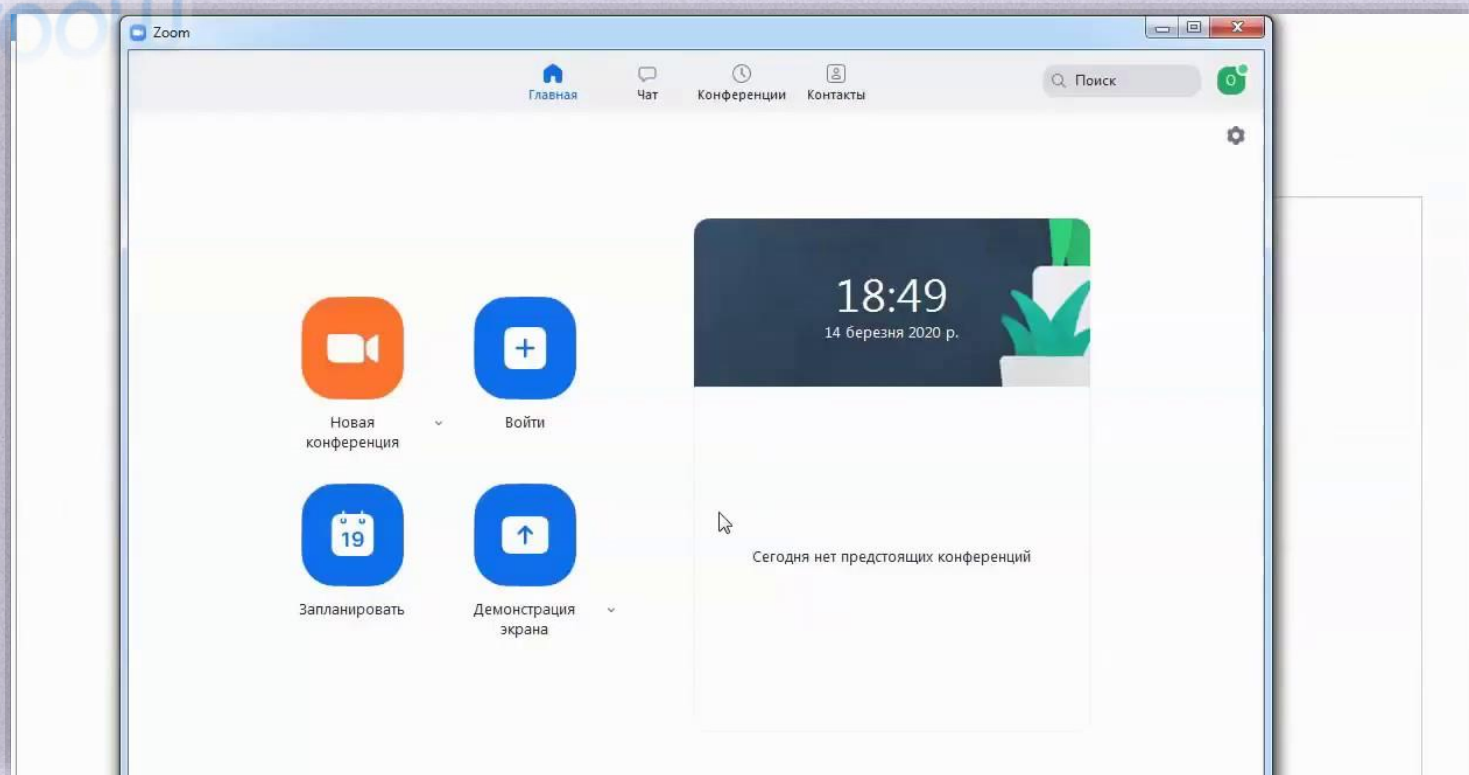 Zoom
Главная
Чат
Конференции
Контакты
Поиск
О
18:49
14 березня 2020 р.
Новая
конференция
Войти
19
Запланировать
Демонстрация
экрана
Сегодня нет предстоящих конференций